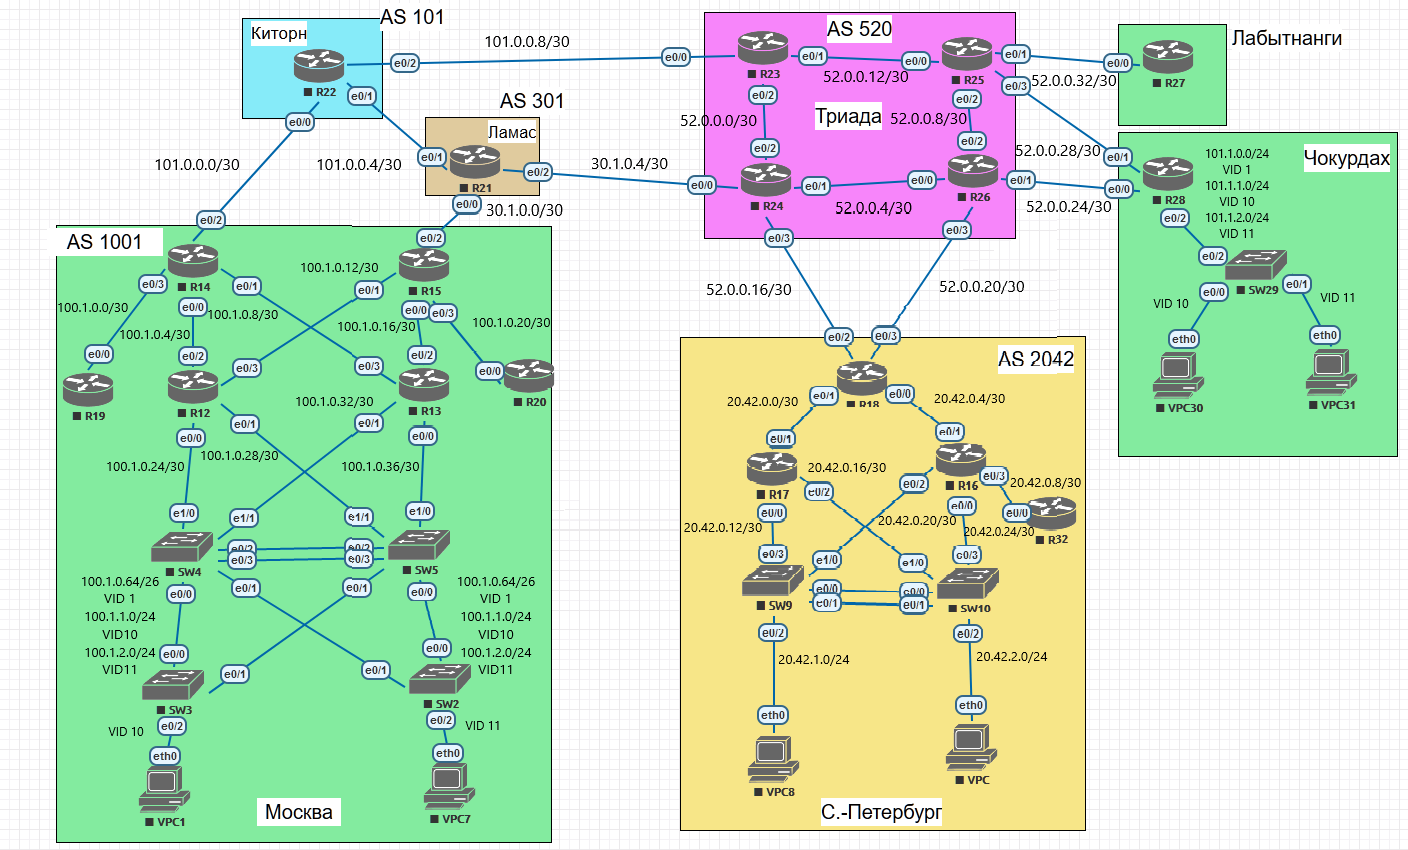 AS 101
Киторн
R22
e0/2
e0/1
e0/0
101.0.0.8/30
101.0.0.0/30
101.0.0.4/30
AS 301
Ламас
e0/1
R21
e0/2
e0/0
30.1.0.4/30
30.1.0.0/30
AS 520
Триада
e0/0
R23
e0/1
e0/2
52.0.0.12/30
e0/0
R25
e0/1
e0/3
e0/2
52.0.0.0/30
52.0.0.8/30
e0/2
e0/0
R24
e0/1
e0/3
52.0.0.4/30
e0/2
e0/0
R26
e0/1
e0/3
52.0.0.32/30
52.0.0.28/30
52.0.0.24/30
52.0.0.16/30
52.0.0.20/30
Лабытнанги
e0/0
R27
Чокурдах
e0/1
e0/0
R28
e0/2
101.1.0.0/24
VID 1
101.1.1.0/24
VID 10
101.1.2.0/24
VID 11
e0/2
SW29
e0/0
e0/1
VID 10
VID 11
eth0
eth0
VPC30
VPC31
AS 1001
e0/2
R14
e0/3
e0/0
e0/1
e0/2
R15
e0/1
e0/0
e0/3
100.1.0.12/30
100.1.0.0/30
100.1.0.4/30
100.1.0.8/30
100.1.0.16/30
100.1.0.20/30
e0/0
R19
e0/2
e0/3
R12
e0/0
e0/1
e0/3
e0/2
R13
e0/1
e0/0
e0/0
R20
100.1.0.32/30
100.1.0.24/30
100.1.0.28/30
100.1.0.36/30
e1/0
e1/1
e0/2
e0/3
SW4
e0/0
e0/1
e1/1
e1/0
e0/2
e0/3
SW5
e0/1
e0/0
100.1.0.64/26
VID 1
100.1.1.0/24
VID10
100.1.2.0/24
VID11
100.1.0.64/26
VID 1
100.1.1.0/24
VID10
100.1.2.0/24
VID11
e0/0
e0/1
SW3
e0/2
e0/1
e0/0
SW2
e0/2
VID 10
VID 11
eth0
eth0
VPC1
VPC7
Москва
AS 2042
e0/2
e0/3
R18
e0/1
e0/0
20.42.0.0/30
20.42.0.4/30
e0/1
R17
e0/0
e0/2
e0/1
R16
e0/2
e0/0
e0/3
20.42.0.16/30
20.42.0.8/30
e0/0
R32
20.42.0.12/30
20.42.0.20/30
20.42.0.24/30
e0/3
e1/0
SW9
e0/0
e0/1
e0/2
e1/0
e0/3
e0/0
e0/1
SW10
e0/2
20.42.1.0/24
20.42.2.0/24
eth0
eth0
VPC8
VPC
С.-Петербург